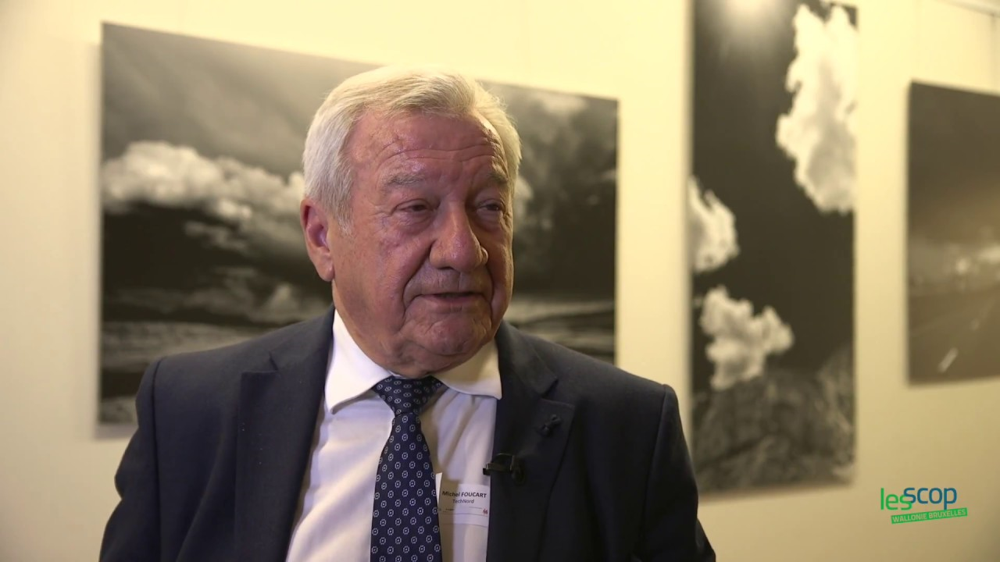 Michel FOUCART
TechNord
les scop
WALLONIE BRUXELLES